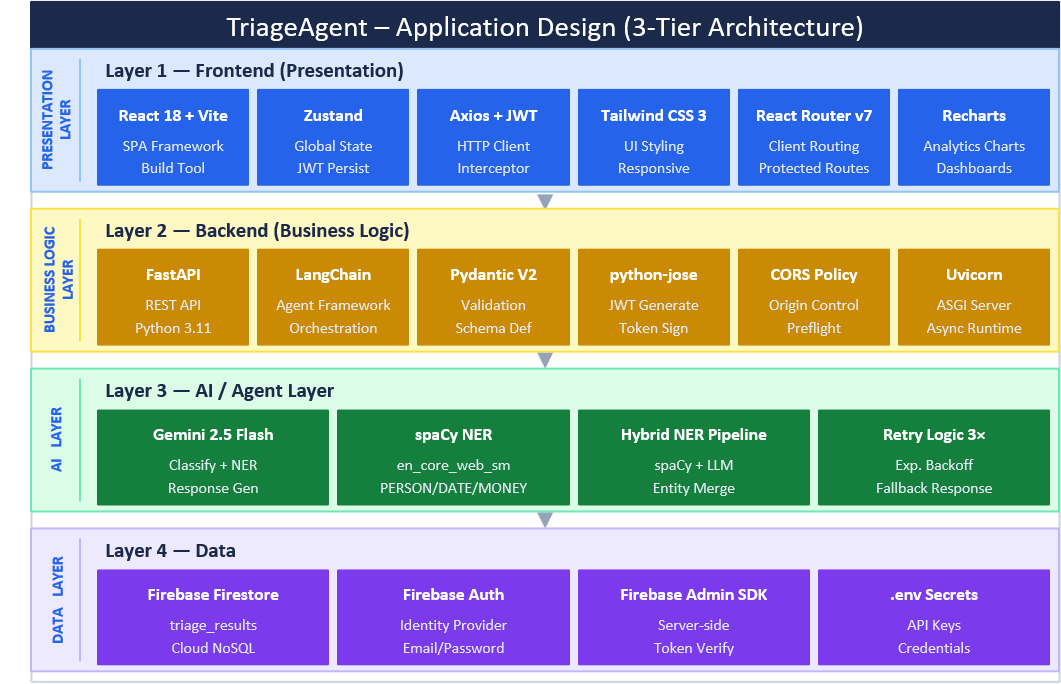 TriageAgent – Application Design (3-Tier Architecture)
PRESENTATION
LAYER
Layer 1 — Frontend (Presentation)
React 18 + Vite
SPA Framework
Build Tool
Zustand
Global State
JWT Persist
Axios + JWT
HTTP Client
Interceptor
Tailwind CSS 3
UI Styling
Responsive
React Router v7
Client Routing
Protected Routes
Recharts
Analytics Charts
Dashboards
BUSINESS LOGIC
LAYER
Layer 2 — Backend (Business Logic)
FastAPI
REST API
Python 3.11
LangChain
Agent Framework
Orchestration
Pydantic V2
Validation
Schema Def
python-jose
JWT Generate
Token Sign
CORS Policy
Origin Control
Preflight
Uvicorn
ASGI Server
Async Runtime
AI LAYER
Layer 3 — AI / Agent Layer
Gemini 2.5 Flash
Classify + NER
Response Gen
spaCy NER
en_core_web_sm
PERSON/DATE/MONEY
Hybrid NER Pipeline
spaCy + LLM
Entity Merge
Retry Logic 3×
Exp. Backoff
Fallback Response
DATA LAYER
Layer 4 — Data
Firebase Firestore
triage_results
Cloud NoSQL
Firebase Auth
Identity Provider
Email/Password
Firebase Admin SDK
Server-side
Token Verify
.env Secrets
API Keys
Credentials